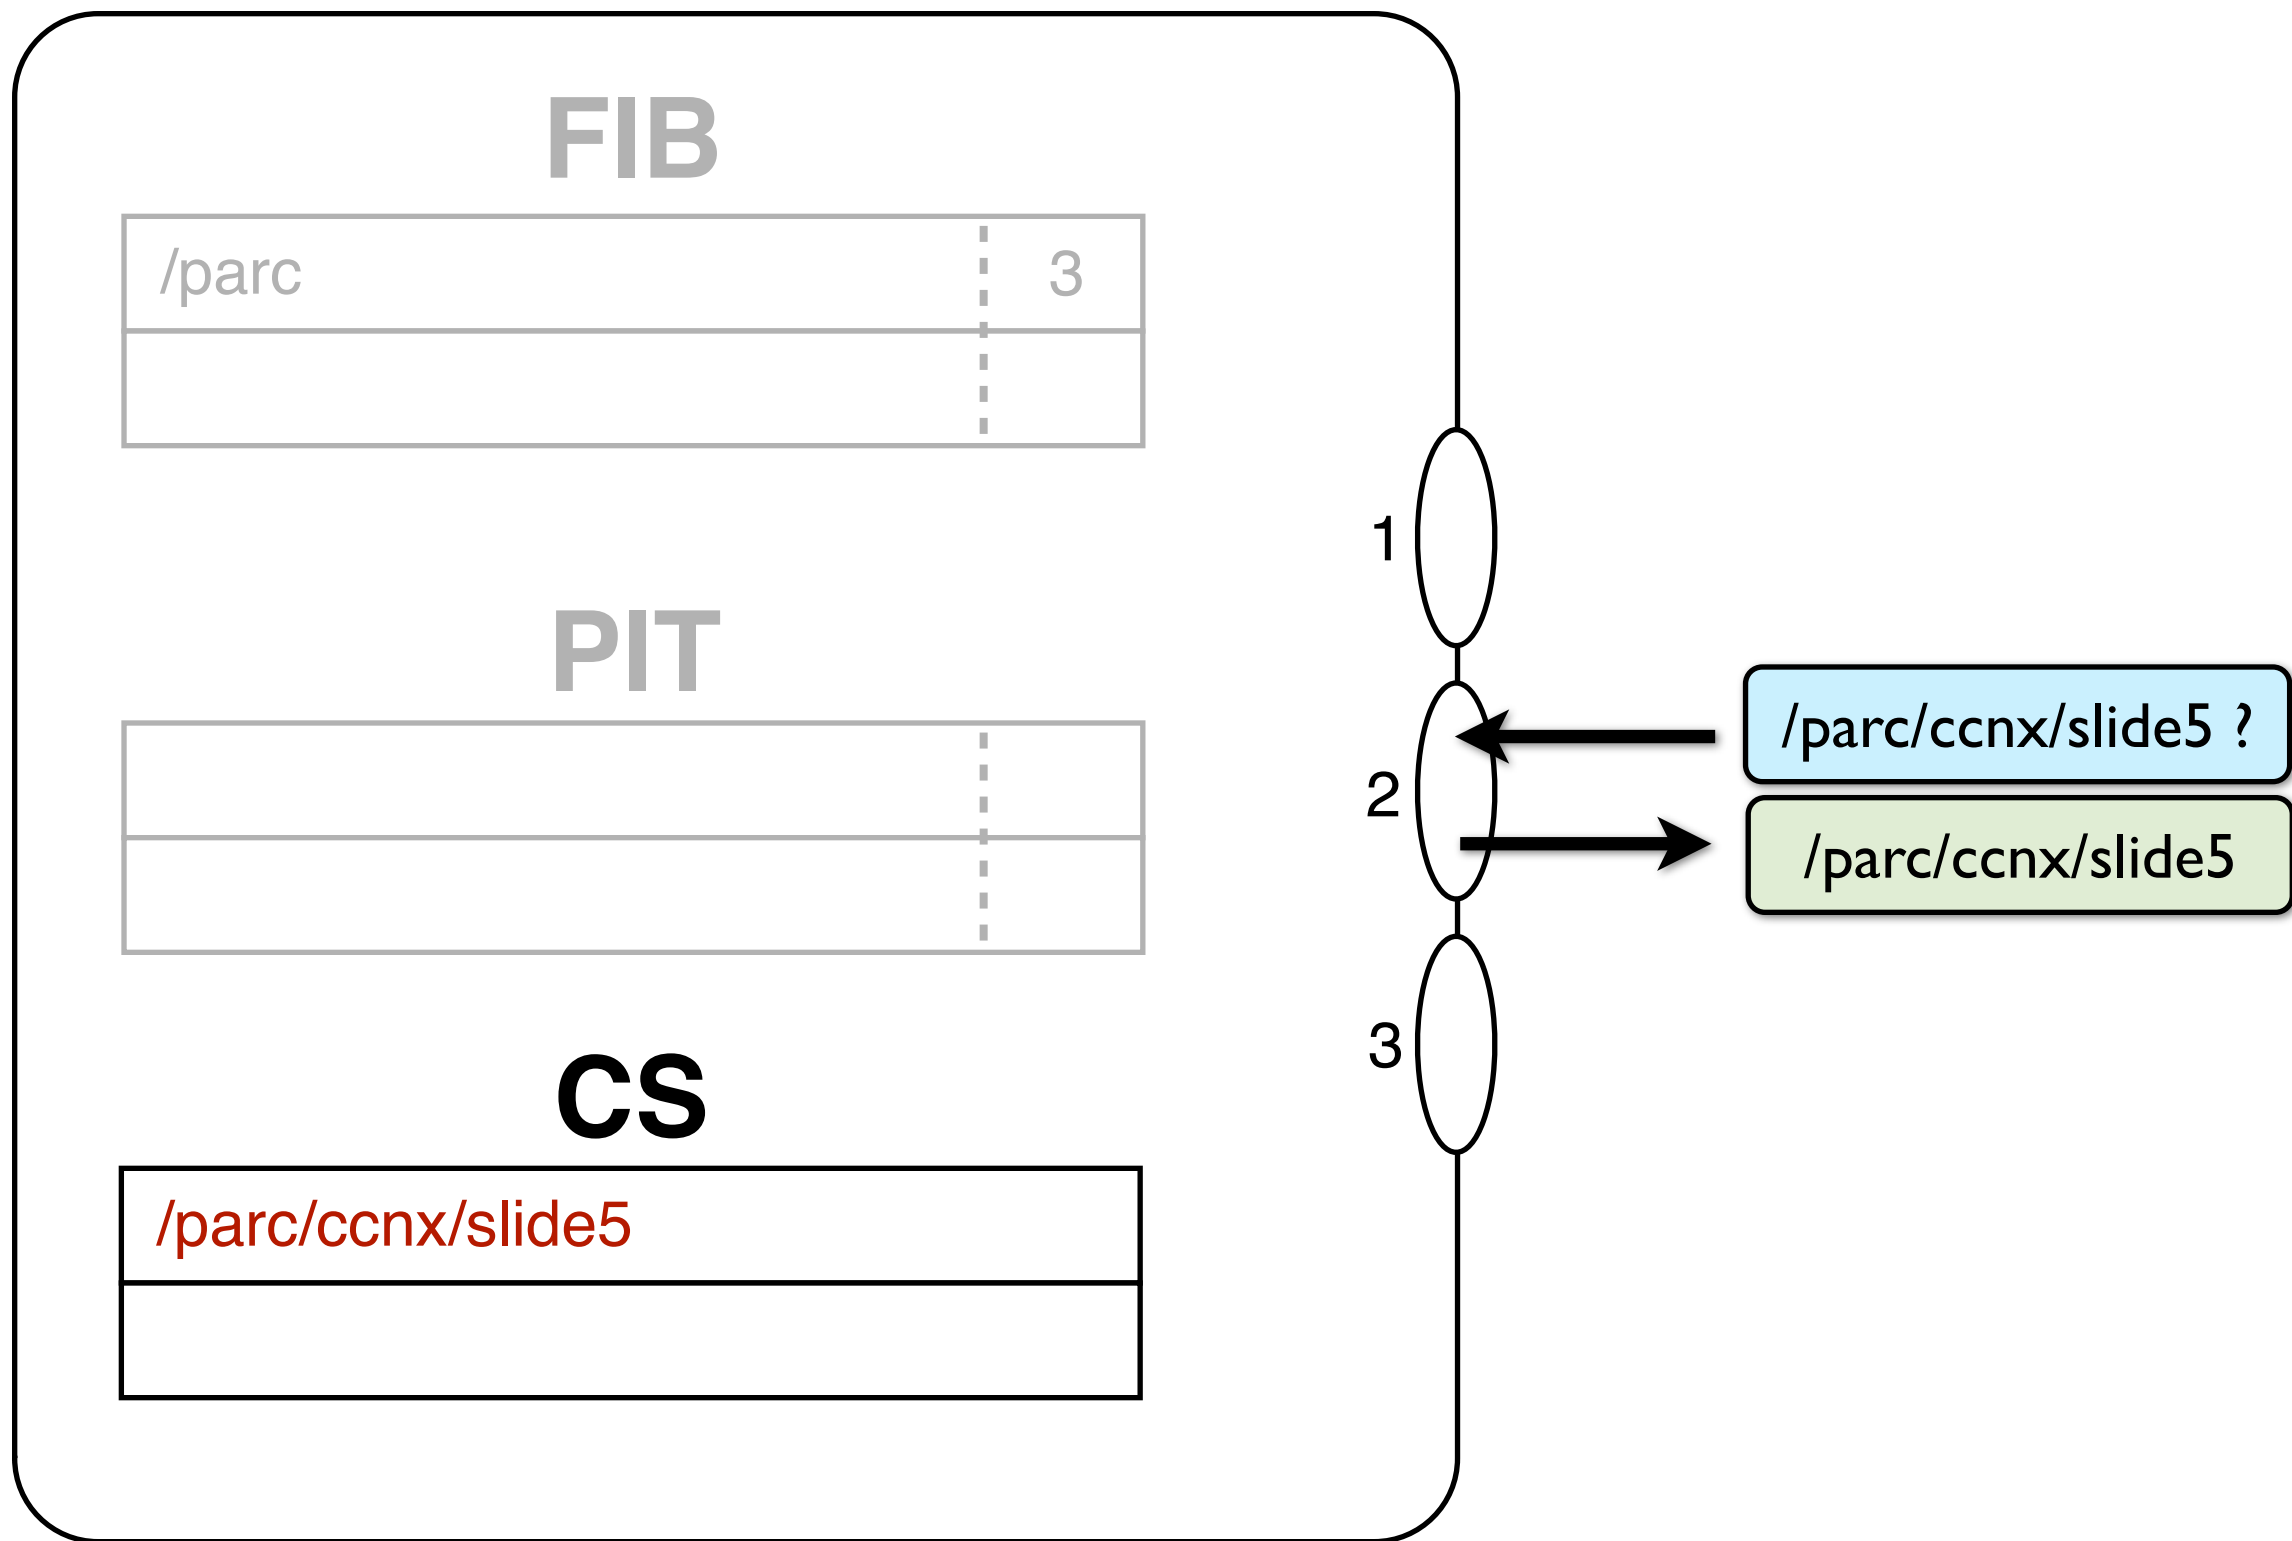 FIB
/parc 3
PIT
CS
/parc/ccnx/slide5
1
2
3
/parc/ccnx/slide5 ?
/parc/ccnx/slide5